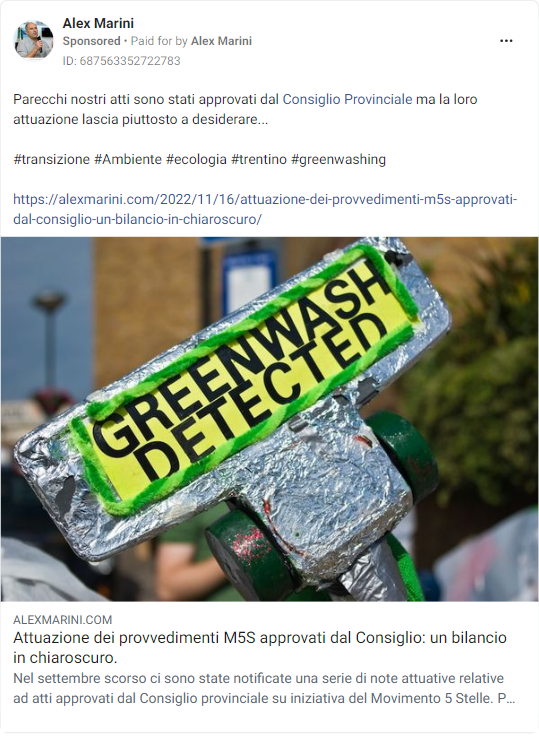 Alex Marini
Sponsored • Paid for by Alex Marini
ID: 687563352722783
Parecchi nostri atti sono stati approvati dal Consiglio Provinciale ma la loro
attuazione lascia piuttosto a desiderare...
#transizione #Ambiente #ecologia #trentino #greenwashing
https://alexmarini.com/2022/11/16/attuazione-dei-provvedimenti-m5s-approvati-
dal-consiglio-un-bilancio-in-chiaroscuro/
GREENWASH
DETECTED
ALEXMARINI.COM
Attuazione dei provvedimenti M5S approvati dal Consiglio: un bilancio
in chiaroscuro.
Nel settembre scorso ci sono state notificate una serie di note attuative relative
ad atti approvati dal Consiglio provinciale su iniziativa del Movimento 5 Stelle. P...